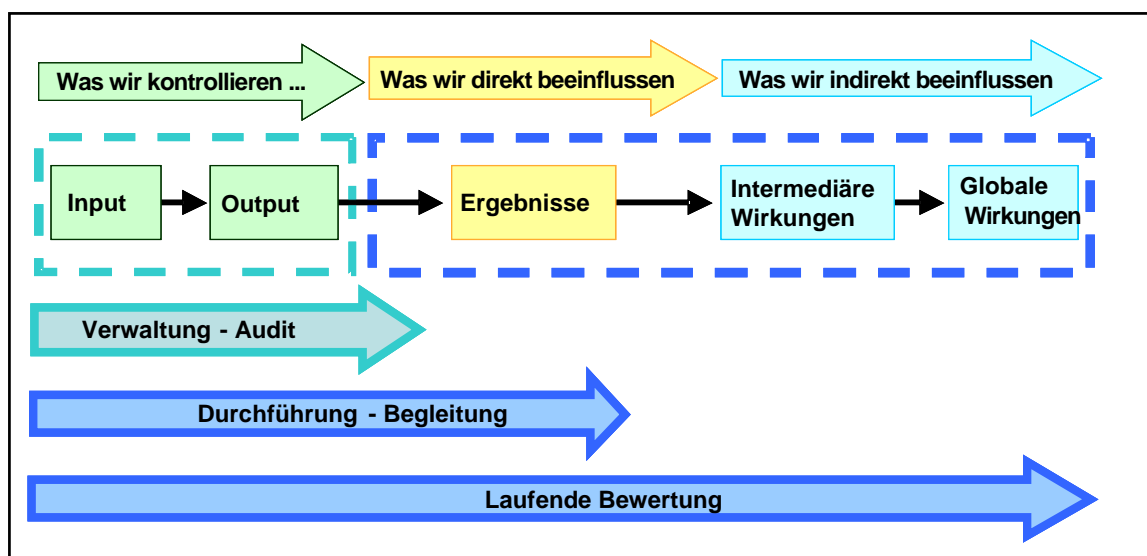 Was wir kontrollieren ...
Was wir direkt beeinflussen
Was wir indirekt beeinflussen
Input
Output
Ergebnisse
Intermediäre
Wirkungen
Globale
Wirkungen
Verwaltung - Audit
Durchführung - Begleitung
Laufende Bewertung